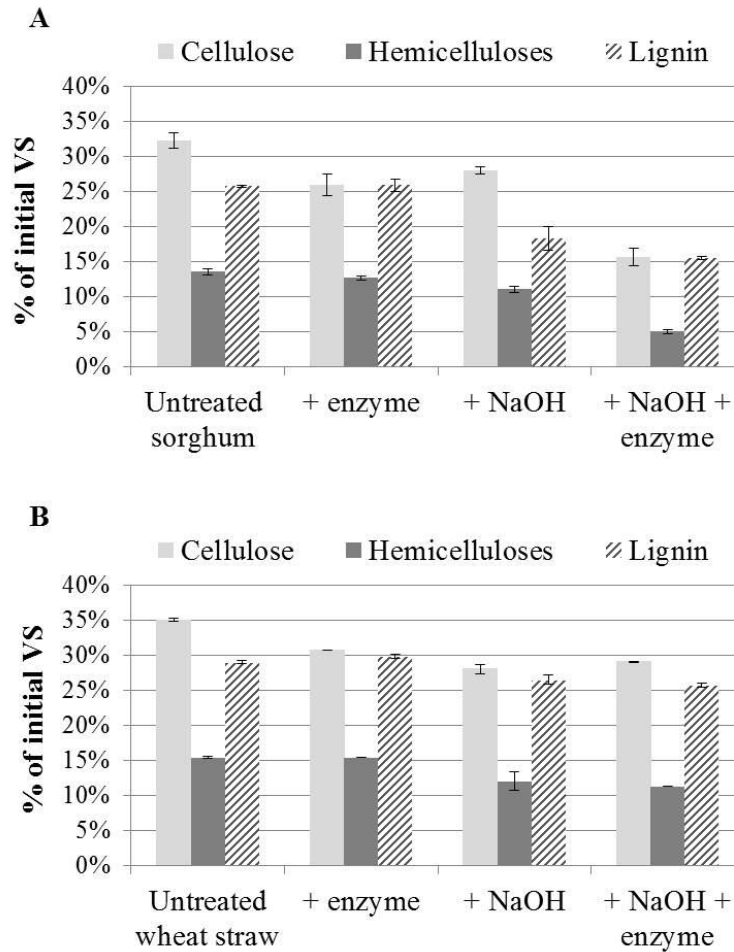 A
Cellulose Hemicelluloses Lignin
40%
35%
30%
25%
20%
15%
10%
5%
0%
% of initial VS
Untreated sorghum + enzyme + NaOH + NaOH + enzyme
B
Cellulose Hemicelluloses Lignin
40%
35%
30%
25%
20%
15%
10%
5%
0%
% of initial VS
Untreated wheat straw + enzyme + NaOH + NaOH + enzyme